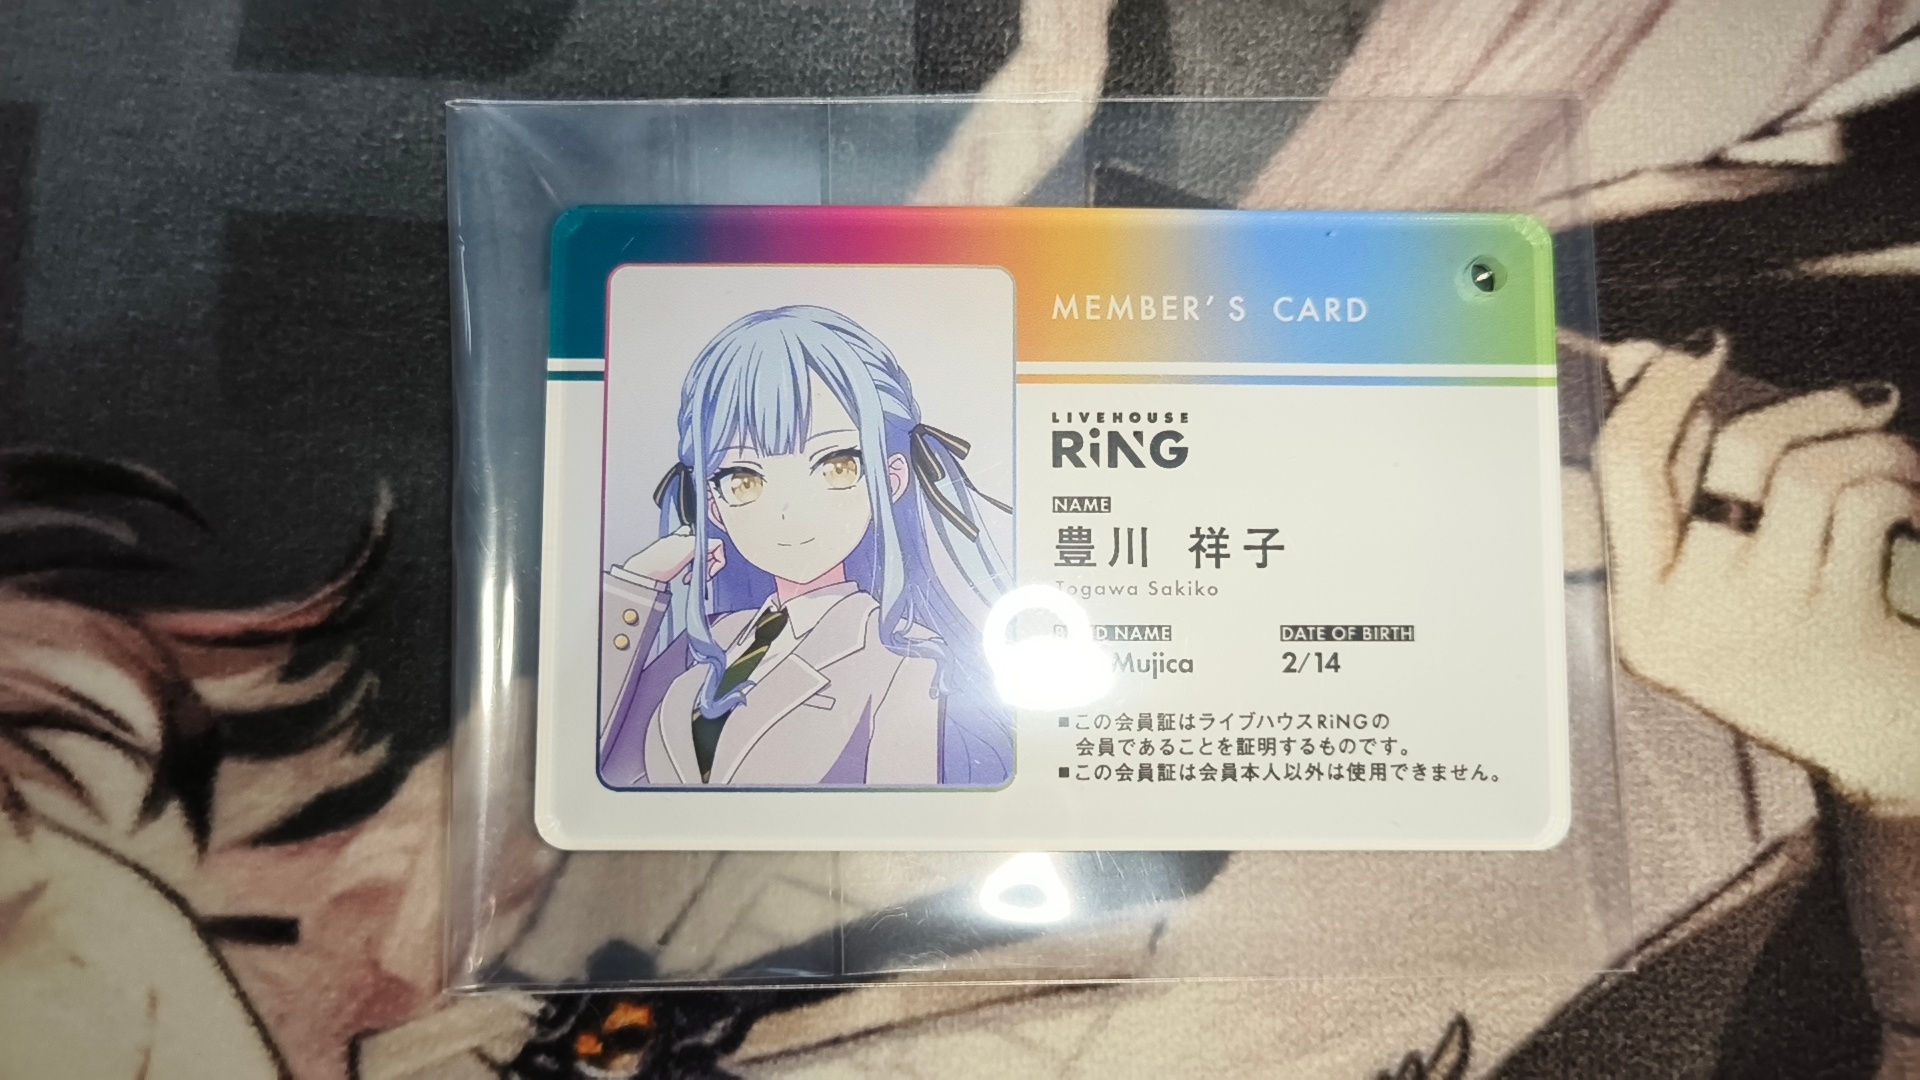 MEMBER'S CARD
LIVEHOUSE
RiNG
NAME
豊川 祥子
Togawa Sakiko
NAME
Mujica
DATE OF BIRTH
2/14
■この会員証はライブハウスRiNGの
会員であることを証明するものです。
■この会員証は会員本人以外は使用できません。